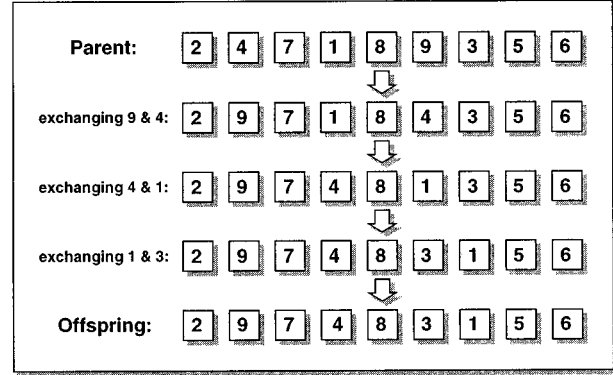 Parent: 2 4 7 1 8 9 3 5 6
exchanging 9 & 4: 2 9 7 1 8 4 3 5 6
exchanging 4 & 1: 2 9 7 4 8 1 3 5 6
exchanging 1 & 3: 2 9 7 4 8 3 1 5 6
Offspring: 2 9 7 4 8 3 1 5 6